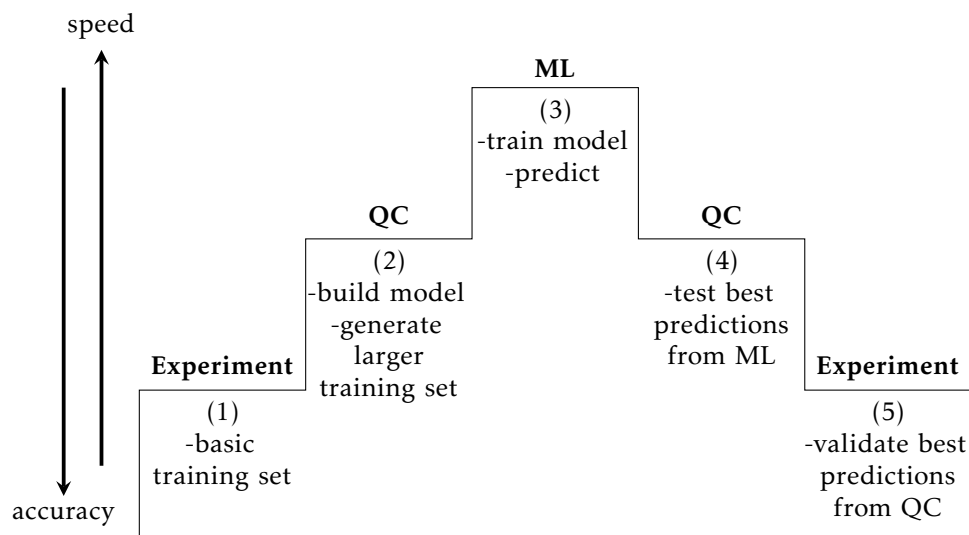 speed
accuracy
Experiment
(1)
-basic
training set
QC
(2)
-build model
-generate
larger
training set
ML
(3)
-train model
-predict
QC
(4)
-test best
predictions
from ML
Experiment
(5)
-validate best
predictions
from QC